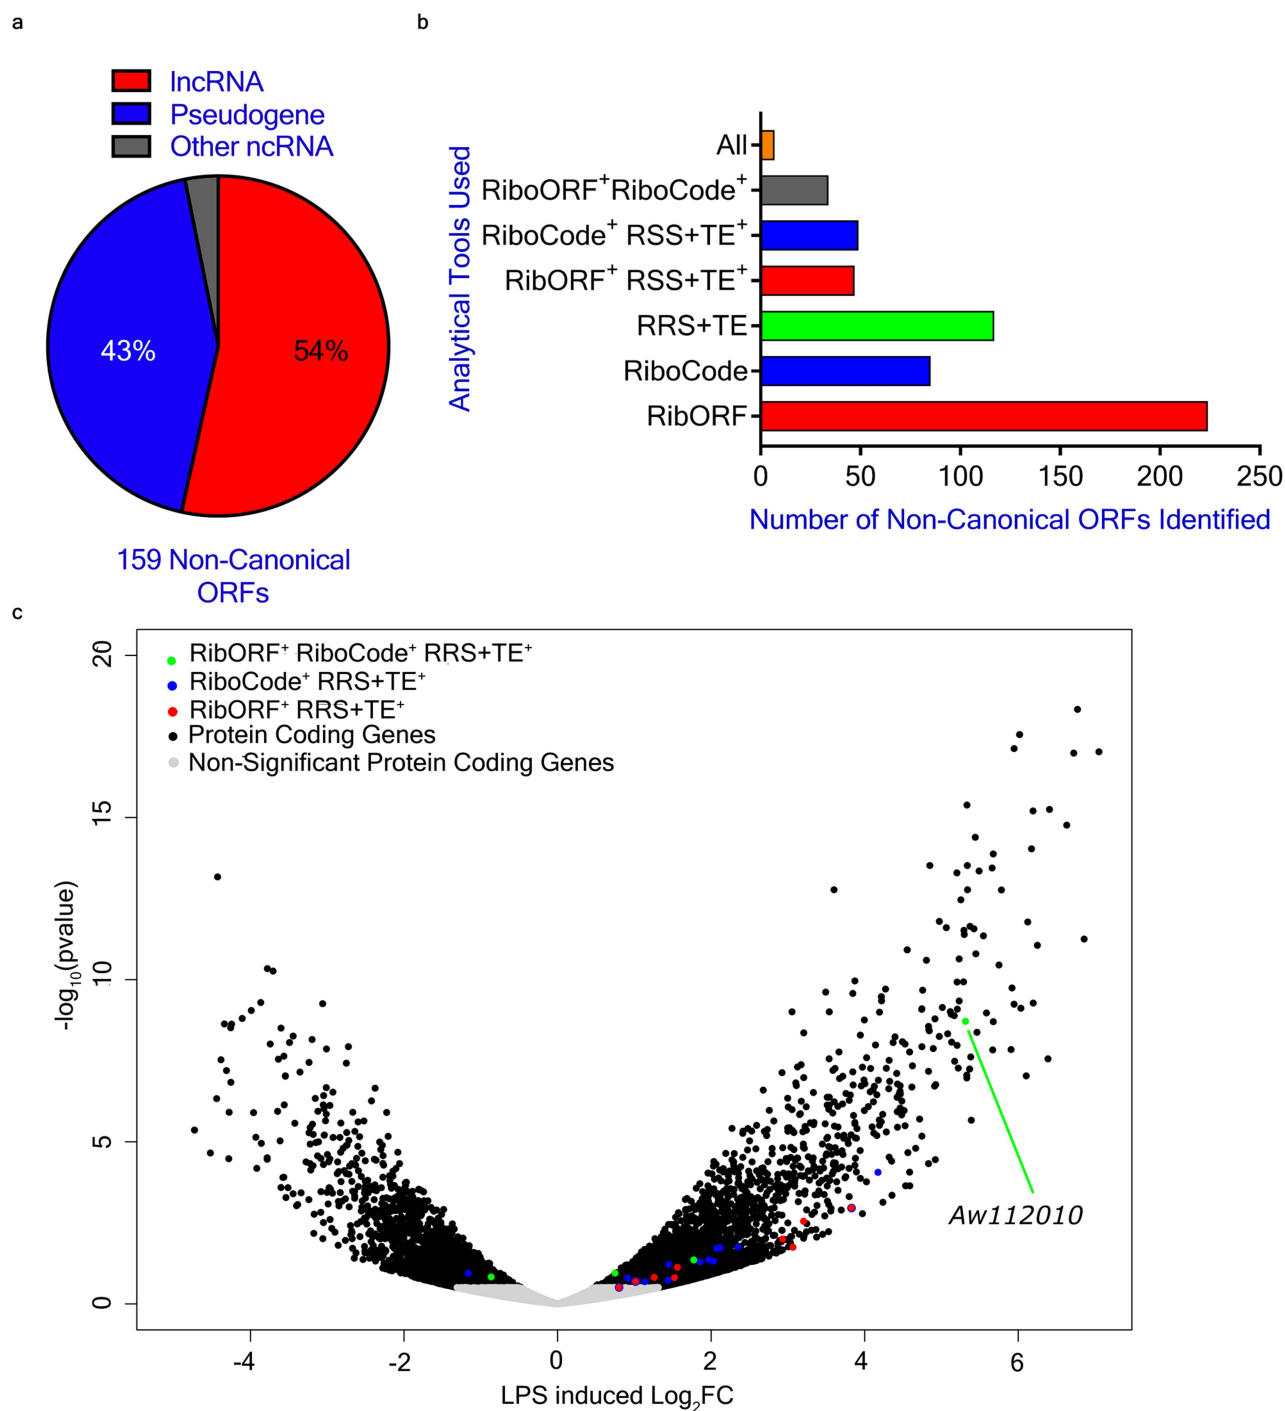 a
lncRNA
Pseudogene
Other ncRNA
43%
54%
159 Non-Canonical
ORFs
b
Analytical Tools Used
All
RiboORF⁺RiboCode⁺
RiboCode⁺ RSS+TE⁺
RibORF⁺ RSS+TE⁺
RRS+TE
RiboCode
RibORF
0 50 100 150 200 250
Number of Non-Canonical ORFs Identified
c
RibORF⁺ RiboCode⁺ RRS+TE⁺
RiboCode⁺ RRS+TE⁺
RibORF⁺ RRS+TE⁺
Protein Coding Genes
Non-Significant Protein Coding Genes
-log₁₀(pvalue)
20
15
10
5
0
Aw112010
-4 -2 0 2 4 6
LPS induced Log₂FC